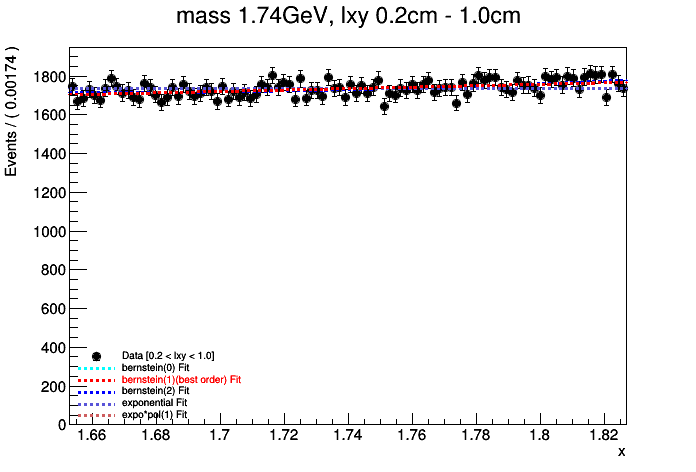 mass 1.74GeV, lxy 0.2cm - 1.0cm
Events / ( 0.00174 )
1800
1600
1400
1200
1000
800
600
400
200
0
Data [0.2 < lxy < 1.0]
bernstein(0) Fit
bernstein(1)(best order) Fit
bernstein(2) Fit
exponential Fit
expo*pol(1) Fit
1.66 1.68 1.7 1.72 1.74 1.76 1.78 1.8 1.82
x